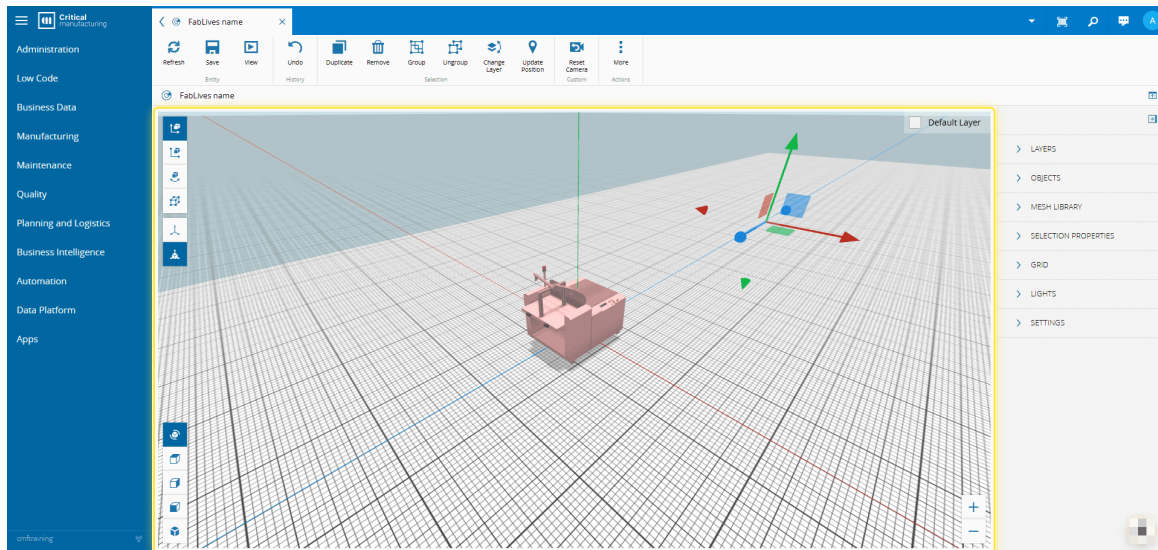 Critical
manufacturing
FabLives name
A
Administration
Low Code
Business Data
Manufacturing
Maintenance
Quality
Planning and Logistics
Business Intelligence
Automation
Data Platform
Apps
cmftraining
Refresh
Save
View
Undo
Duplicate
Remove
Group
Ungroup
Change
Layer
Update
Position
Reset
Camera
More
Entity
History
Selection
Custom
Actions
FabLives name
Default Layer
LAYERS
OBJECTS
MESH LIBRARY
SELECTION PROPERTIES
GRID
LIGHTS
SETTINGS